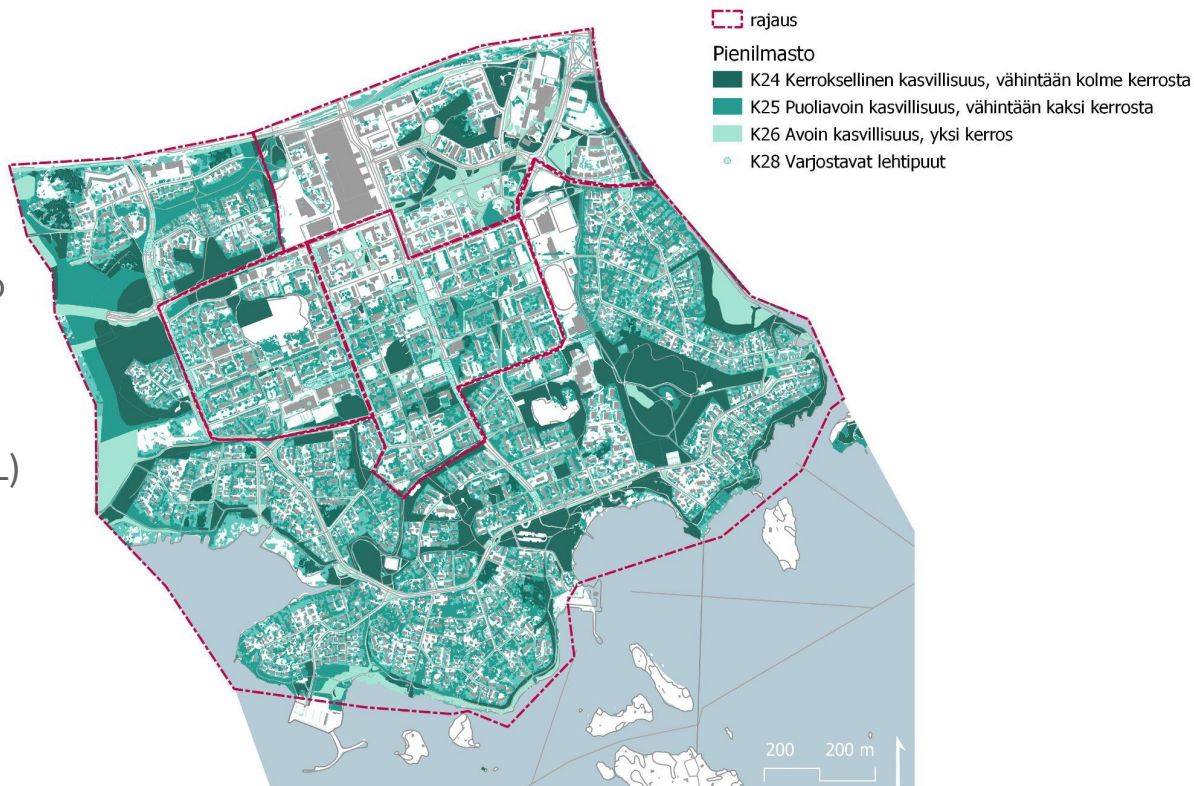 rajaus
Pienilmasto
K24 Kerroksellinen kasvillisuus, vähintään kolme kerrosta
K25 Puoliavoin kasvillisuus, vähintään kaksi kerrosta
K26 Avoin kasvillisuus, yksi kerros
K28 Varjostavat lehtipuut
L)
200 200 m